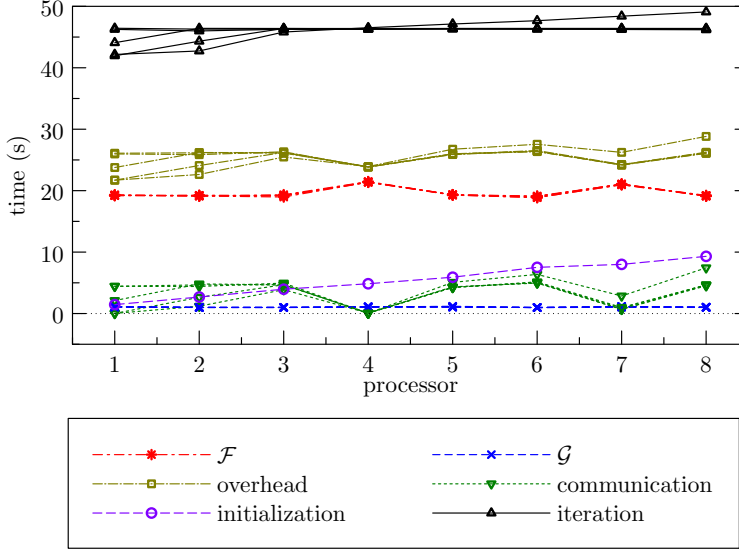 50
40
30
20
10
0
time (s)
1 2 3 4 5 6 7 8
processor
ℱ 𝒢
overhead communication
initialization iteration